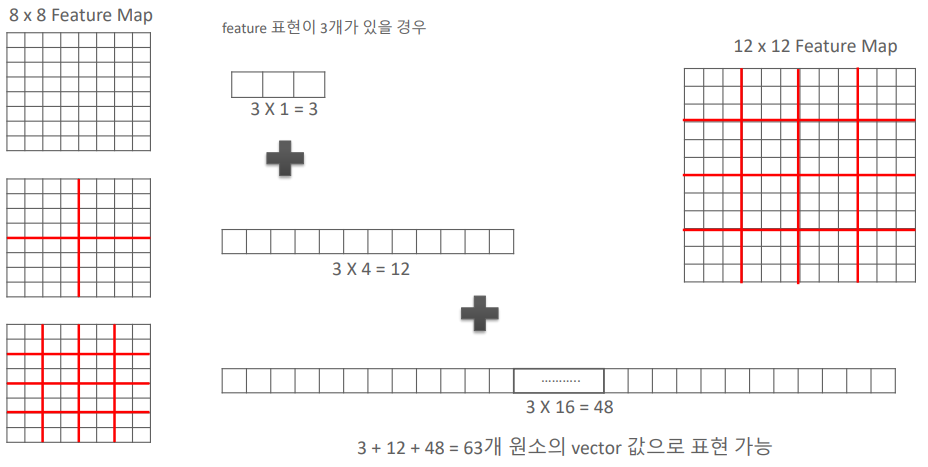 8 x 8 Feature Map
feature 표현이 3개가 있을 경우
12 x 12 Feature Map
3 X 1 = 3
3 X 4 = 12
...........
3 X 16 = 48
3 + 12 + 48 = 63개 원소의 vector 값으로 표현 가능